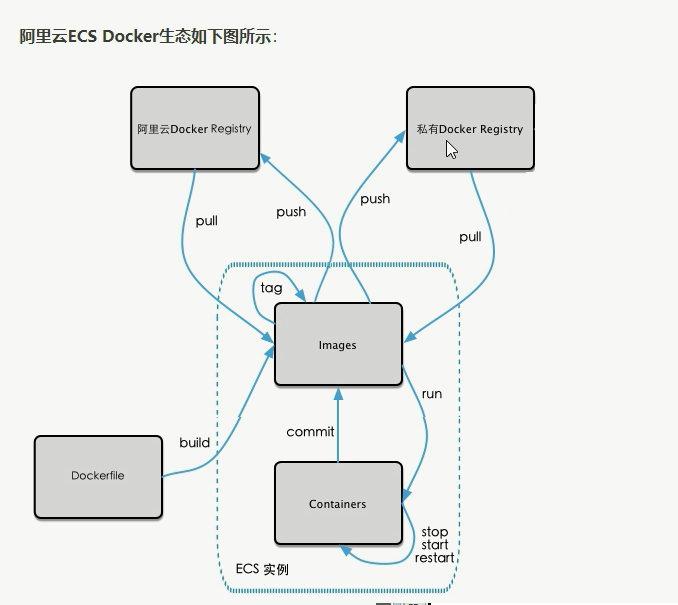 阿里云ECS Docker生态如下图所示：
阿里云Docker Registry
私有Docker Registry
pull
push
push
pull
tag
Images
run
build
commit
Dockerfile
Containers
stop
start
restart
ECS 实例